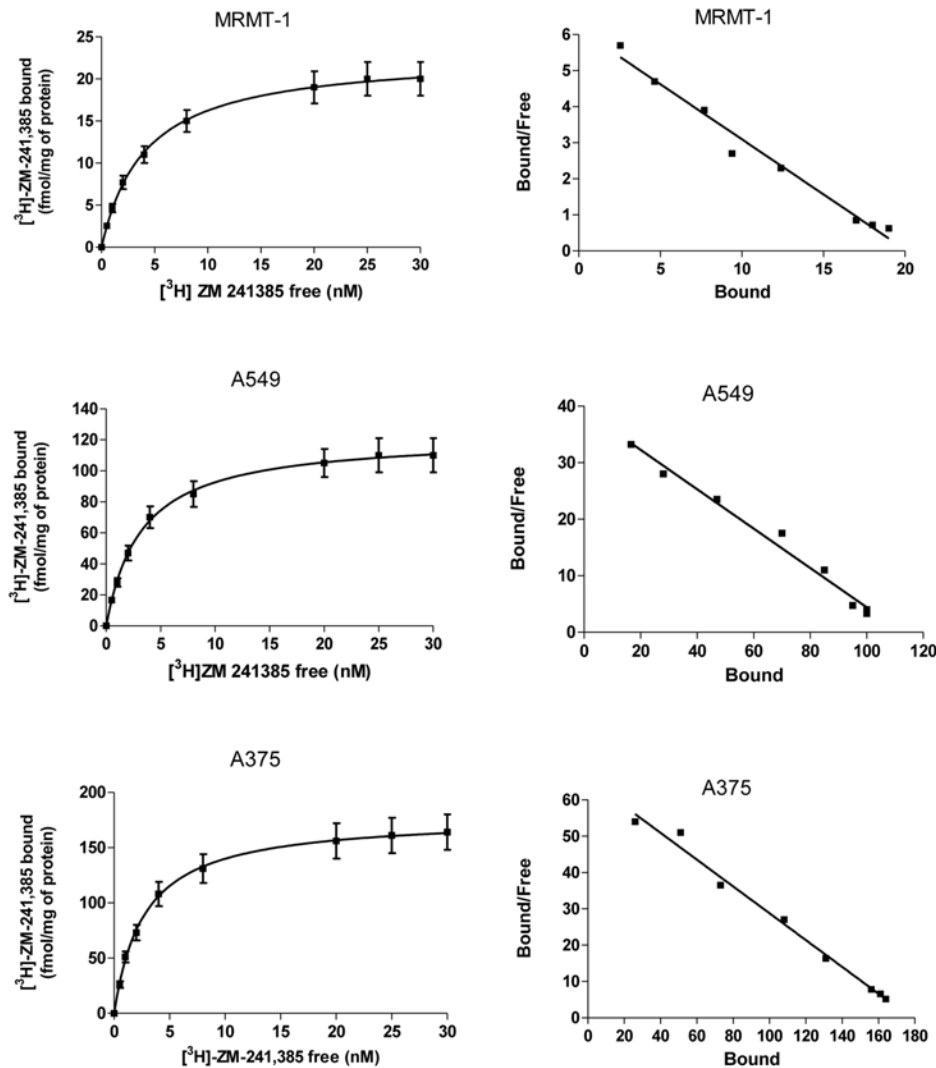 MRMT-1
[³H]-ZM-241,385 bound
(fmol/mg of protein)
25
20
15
10
5
0
0 5 10 15 20 25 30
[³H] ZM 241385 free (nM)
MRMT-1
Bound/Free
6
5
4
3
2
1
0
0 5 10 15 20
Bound
A549
[³H]-ZM-241,385 bound
(fmol/mg of protein)
140
120
100
80
60
40
20
0
0 5 10 15 20 25 30
[³H]ZM 241385 free (nM)
A549
Bound/Free
40
30
20
10
0
0 20 40 60 80 100 120
Bound
A375
[³H]-ZM-241,385 bound
(fmol/mg of protein)
200
150
100
50
0
0 5 10 15 20 25 30
[³H]-ZM-241,385 free (nM)
A375
Bound/Free
60
50
40
30
20
10
0
0 20 40 60 80 100 120 140 160 180
Bound